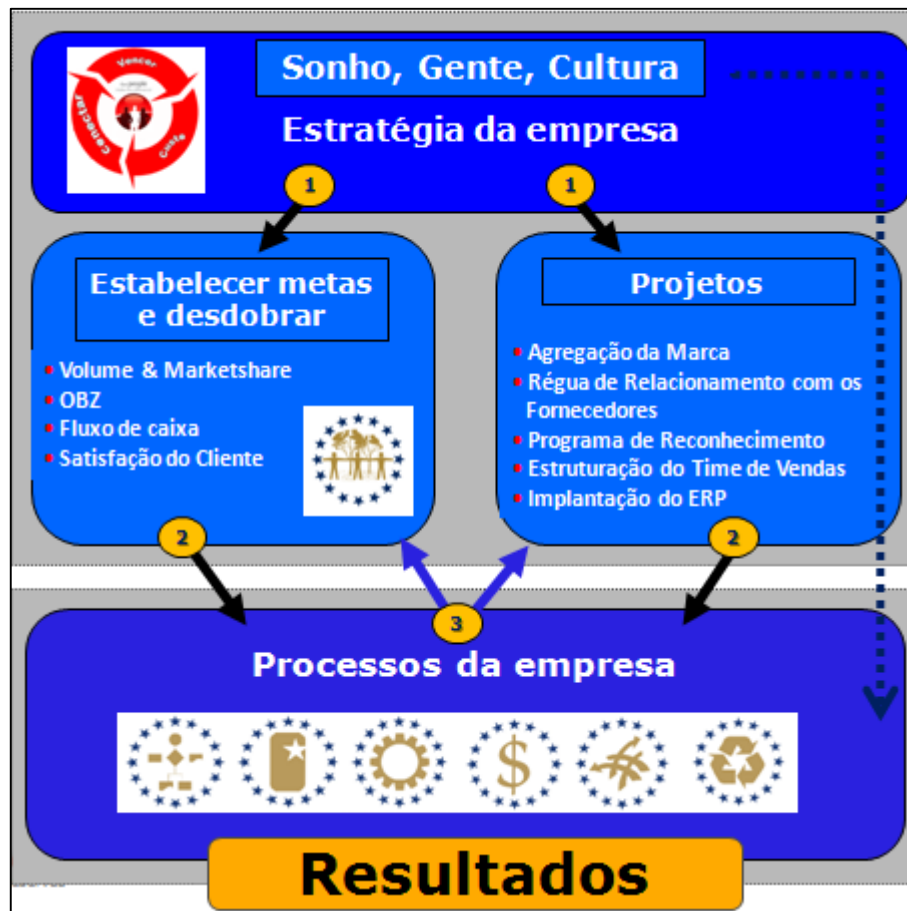 Sonho, Gente, Cultura
Estratégia da empresa
Vencer
Conectar
1
1
Estabelecer metas
e desdobrar
• Volume & Marketshare
• OBZ
• Fluxo de caixa
• Satisfação do Cliente
Projetos
• Agregação da Marca
• Régua de Relacionamento com os
Fornecedores
• Programa de Reconhecimento
• Estruturação do Time de Vendas
• Implantação do ERP
2
2
3
Processos da empresa
$
Resultados